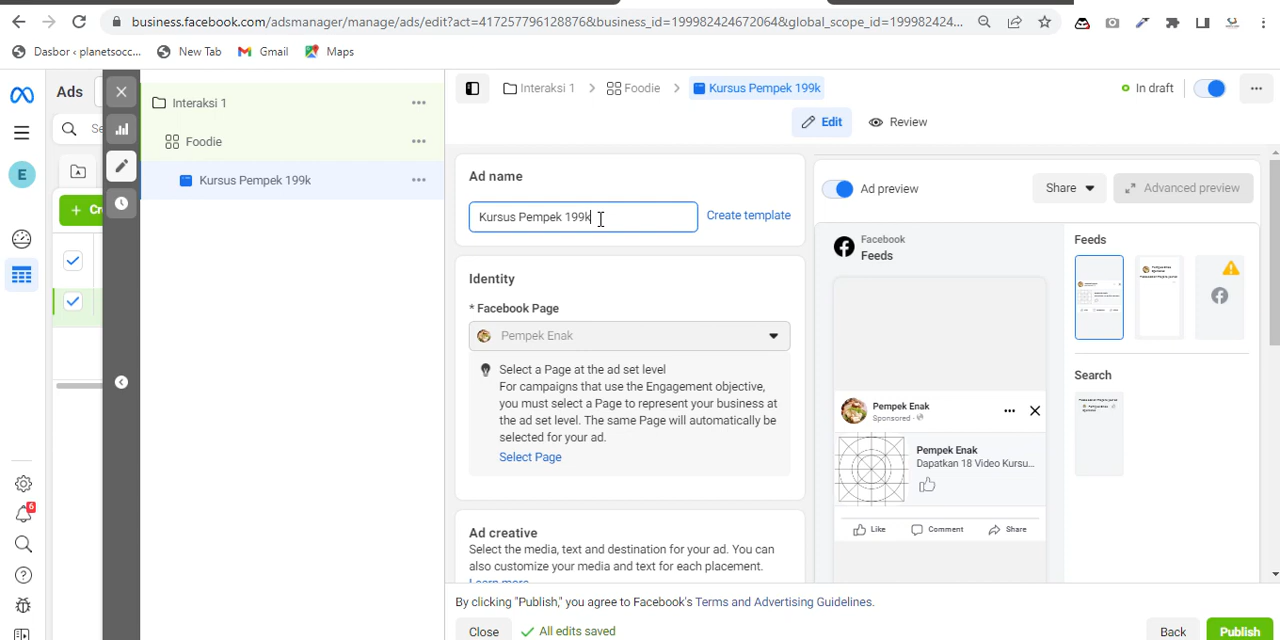 business.facebook.com/adsmanager/manage/ads/edit?act=417257796128876&business_id=199982424672064&global_scope_id=199982424...
Dasbor ‹ planetsocc...
New Tab
Gmail
Maps
Ads
Interaksi 1
Foodie
Kursus Pempek 199k
Interaksi 1
Foodie
Kursus Pempek 199k
In draft
Edit
Review
E
+ Cr
6
Ad name
Kursus Pempek 199k
Create template
Identity
* Facebook Page
Pempek Enak
Select a Page at the ad set level
For campaigns that use the Engagement objective,
you must select a Page to represent your business
at the ad set level. The same Page will automatically
be selected for your ad.
Select Page
Ad creative
Select the media, text and destination for your ad. You can
also customize your media and text for each placement.
Learn more
Ad preview
Share
Advanced preview
Facebook
Feeds
Pempek Enak
Sponsored
Pempek Enak
Dapatkan 18 Video Kursu...
Like
Comment
Share
Feeds
Search
By clicking "Publish," you agree to Facebook's Terms and Advertising Guidelines.
Close
All edits saved
Back
Publish